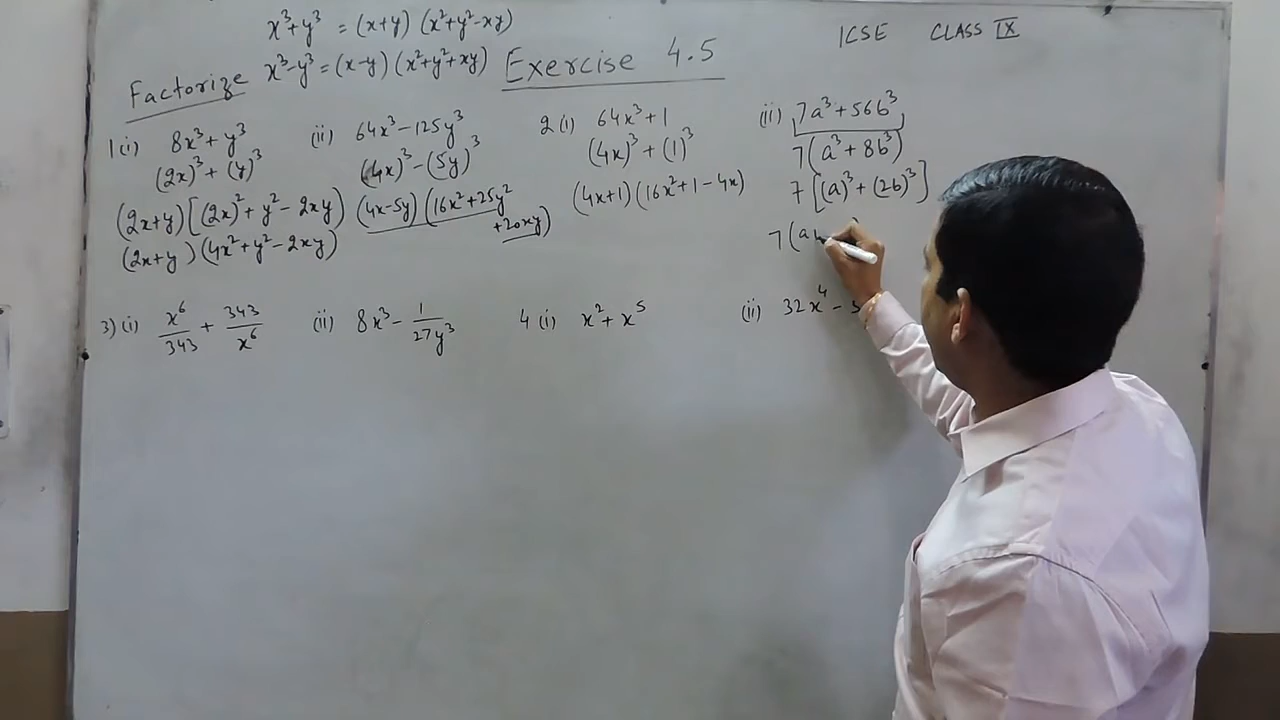 x³+y³ = (x+y) (x²+y²-xy)
ICSE CLASS IX
Factorize x³-y³ = (x-y) (x²+y²+xy) Exercise 4.5
1(i) 8x³+y³
(2x)³+(y)³
(2x+y)[(2x)²+y²-2xy)
(2x+y)(4x²+y²-2xy)
(ii) 64x³-125y³
(4x)³-(5y)³
(4x-5y)(16x²+25y²
+20xy)
2(i) 64x³+1
(4x)³+(1)³
(4x+1)(16x²+1-4x)
(ii) 7a³+56b³
7(a³+8b³)
7[(a)³+(2b)³]
7(a
3)(i) x⁶/343 + 343/x⁶
(ii) 8x³ - 1/27y³
4(i) x²+x⁵
(ii) 32x⁴ -